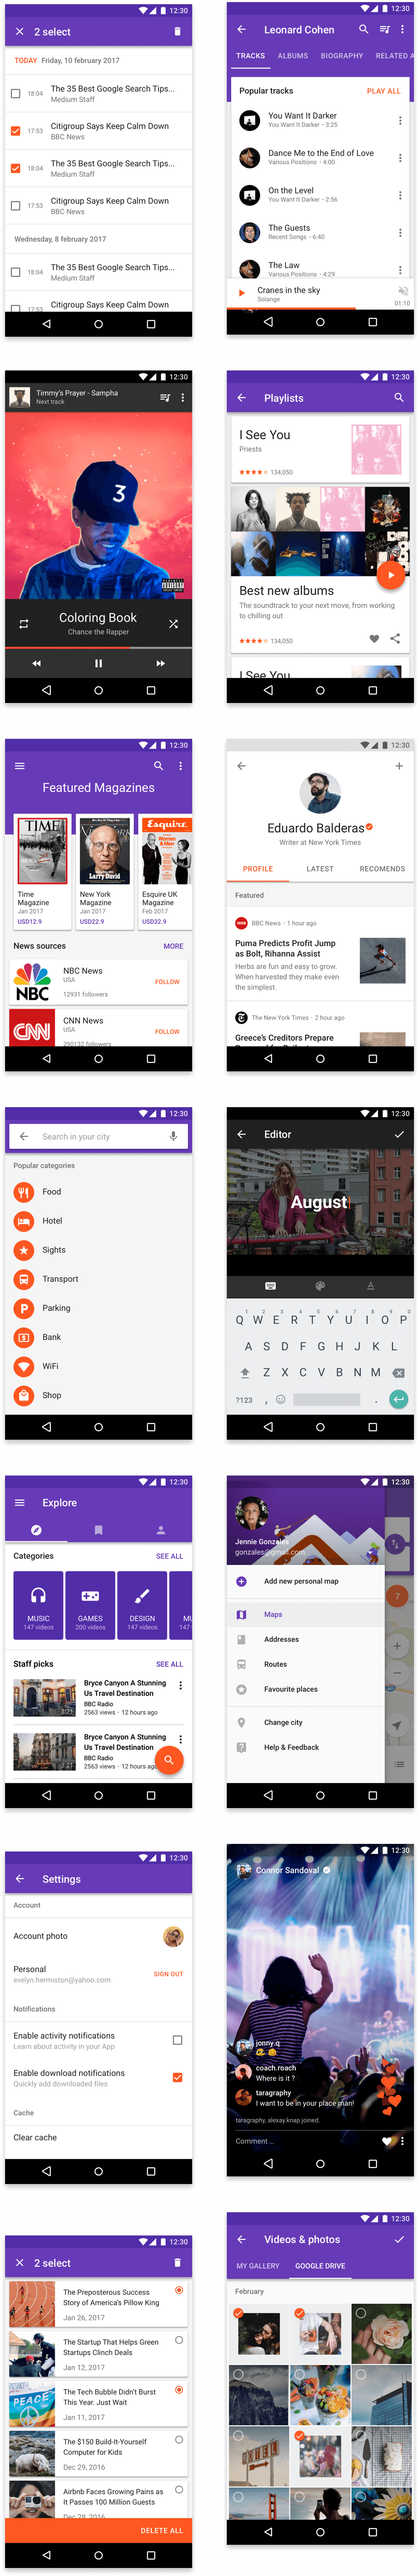 12:30
2 select
TODAY Friday, 10 february 2017
18:04 The 35 Best Google Search Tips...
Medium Staff
17:53 Citigroup Says Keep Calm Down
BBC News
18:04 The 35 Best Google Search Tips...
Medium Staff
17:53 Citigroup Says Keep Calm Down
BBC News
Wednesday, 8 february 2017
18:04 The 35 Best Google Search Tips...
Medium Staff
17:53 Citigroup Says Keep Calm Down
12:30
Leonard Cohen
TRACKS ALBUMS BIOGRAPHY RELATED A
Popular tracks PLAY ALL
You Want It Darker
You Want It Darker - 3:25
Dance Me to the End of Love
Various Positions - 4:00
On the Level
You Want It Darker - 2:56
The Guests
Recent Songs - 6:40
The Law
Various Positions - 4:29
Cranes in the sky
Solange
01:10
12:30
Timmy's Prayer - Sampha
Next track
3
Coloring Book
Chance the Rapper
12:30
Playlists
I See You
Priests
134,050
Best new albums
The soundtrack to your next move, from working
to chilling out
134,050
I See You
12:30
Featured Magazines
TIME
Larry David
Esquire
Time
Magazine
Jan 2017
USD12.9
New York
Magazine
Jan 2017
USD22.9
Esquire UK
Magazine
Feb 2017
USD32.9
News sources MORE
NBC
NBC News
USA
12931 followers
FOLLOW
CNN
CNN News
USA
290132 followers
FOLLOW
12:30
Eduardo Balderas
Writer at New York Times
PROFILE LATEST RECOMENDS
Featured
BBC News - 1 hour ago
Puma Predicts Profit Jump
as Bolt, Rihanna Assist
Herbs are fun and easy to grow.
When harvested they make even
the simplest.
The New York Times - 2 hour ago
Greece's Creditors Prepare
12:30
Search in your city
Popular categories
Food
Hotel
Sights
Transport
P Parking
Bank
WiFi
Shop
12:30
Editor
August
Q W E R T Y U I O P
A S D F G H J K L
Z X C V B N M
?123 , .
12:30
Explore
Categories SEE ALL
MUSIC
147 videos
GAMES
200 videos
DESIGN
147 videos
MU
147
Staff picks SEE ALL
Bryce Canyon A Stunning
Us Travel Destination
BBC Radio
2563 views - 12 hours ago
Bryce Canyon A Stunning
Us Travel Destination
BBC Radio
2563 views - 12 hours ago
12:30
Jennie Gonzales
gonzales@gmail.com
Add new personal map
Maps
Addresses
Routes
Favourite places
Change city
Help & Feedback
7
12:30
Settings
Account
Account photo
Personal
evelyn.hermiston@yahoo.com
SIGN OUT
Notifications
Enable activity notifications
Learn about activity in your App
Enable download notifications
Quickly add downloaded files
Cache
Clear cache
12:30
Connor Sandoval
jonny.q
coach.roach
Where is it ?
taragraphy
I want to be in your place man!
taragraphy, alexay.knap joined.
Comment ...
12:30
2 select
The Preposterous Success
Story of America's Pillow King
Jan 26, 2017
The Startup That Helps Green
Startups Clinch Deals
Jan 12, 2017
PEACE
The Tech Bubble Didn't Burst
This Year. Just Wait
Jan 11, 2017
The $150 Build-It-Yourself
Computer for Kids
Dec 29, 2016
Airbnb Faces Growing Pains as
It Passes 100 Million Guests
Dec 28, 2016
DELETE ALL
12:30
Videos & photos
MY GALLERY GOOGLE DRIVE
February